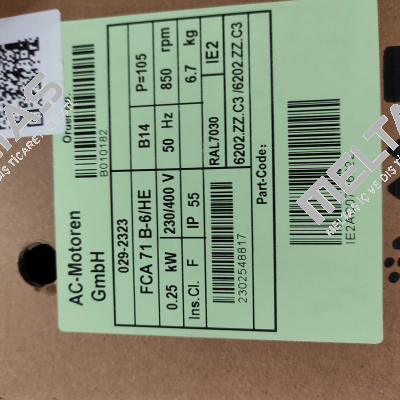 AC-Motoren
GmbH
Order No.:
B010182
029-2323
P=105
FCA 71 B-6/HE
B14
850 rpm
0.25 kW
230/400 V
50 Hz
6.7 kg
Ins.Cl. F
IP 55
RAL7030
IE2
2302548817
6202.ZZ.C3/6202.ZZ.C3
Part-Code:
MELTAS